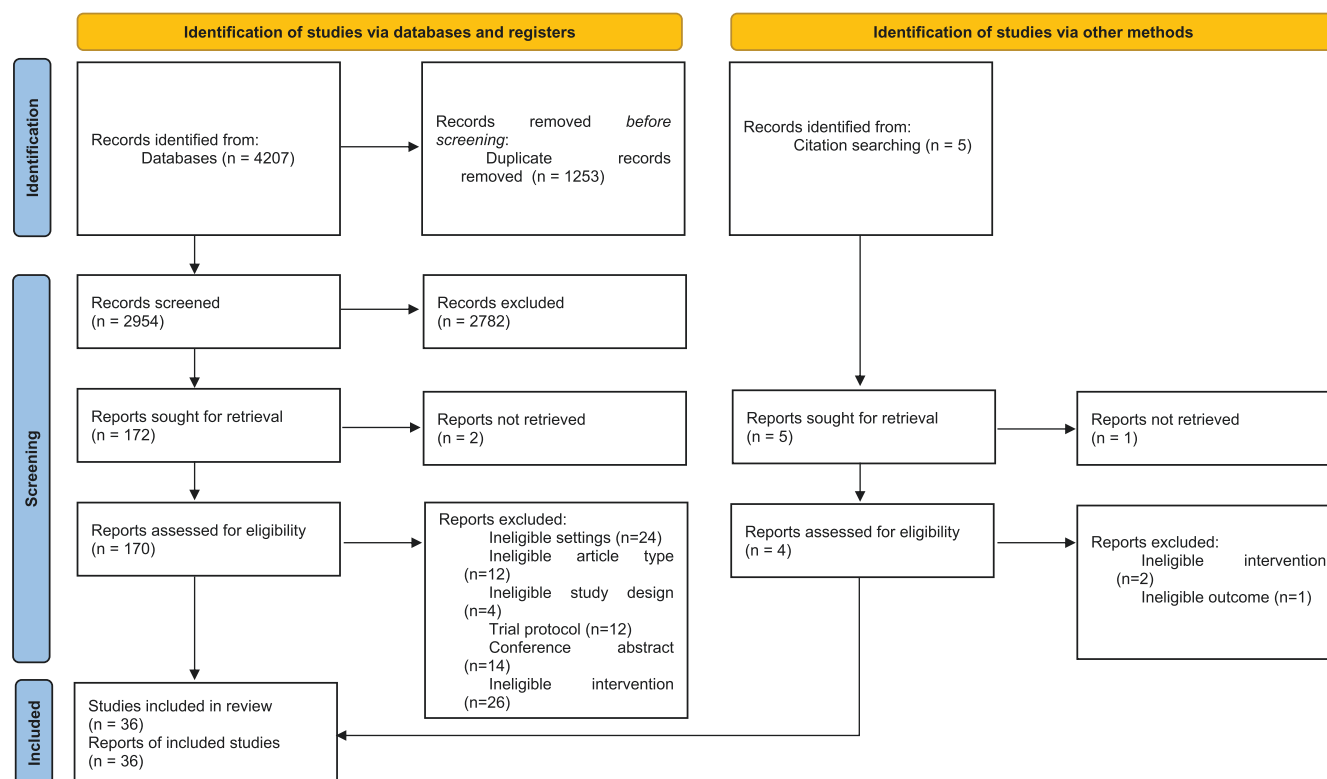 Identification of studies via databases and registers
Identification of studies via other methods
Identification
Records identified from:
Databases (n = 4207)
Records removed before
screening:
Duplicate records
removed (n = 1253)
Records identified from:
Citation searching (n = 5)
Screening
Records screened
(n = 2954)
Records excluded
(n = 2782)
Reports sought for retrieval
(n = 172)
Reports not retrieved
(n = 2)
Reports sought for retrieval
(n = 5)
Reports not retrieved
(n = 1)
Reports assessed for eligibility
(n = 170)
Reports excluded:
Ineligible settings (n=24)
Ineligible article type
(n=12)
Ineligible study design
(n=4)
Trial protocol (n=12)
Conference abstract
(n=14)
Ineligible intervention
(n=26)
Reports assessed for eligibility
(n = 4)
Reports excluded:
Ineligible intervention
(n=2)
Ineligible outcome (n=1)
Included
Studies included in review
(n = 36)
Reports of included studies
(n = 36)